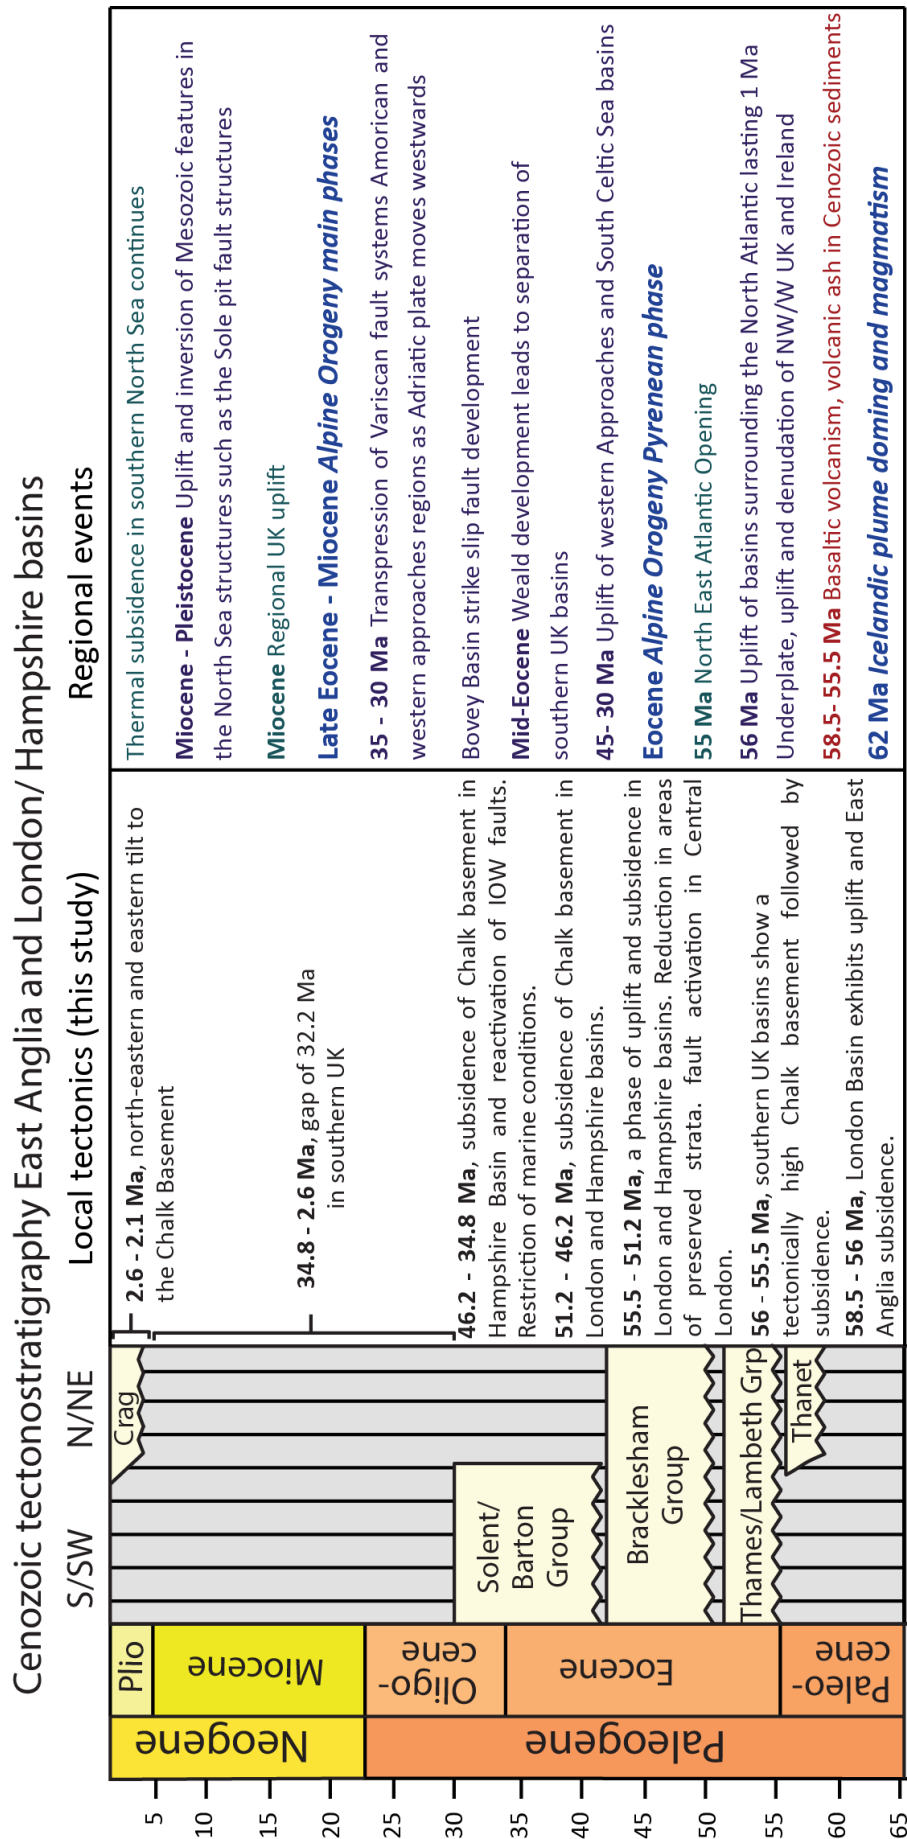 Cenozoic tectonostratigraphy East Anglia and London/ Hampshire basins
S/SW
N/NE
Local tectonics (this study)
Regional events
5
10
15
20
25
30
35
40
45
50
55
60
65
Neogene
Paleogene
Plio
Miocene
Oligo-
cene
Eocene
Paleo-
cene
Crag
Solent/
Barton
Group
Bracklesham
Group
Thames/Lambeth Grp
Thanet
2.6 - 2.1 Ma, north-eastern and eastern tilt to
the Chalk Basement
34.8 - 2.6 Ma, gap of 32.2 Ma
in southern UK
46.2 - 34.8 Ma, subsidence of Chalk basement in
Hampshire Basin and reactivation of IOW faults.
Restriction of marine conditions.
51.2 - 46.2 Ma, subsidence of Chalk basement in
London and Hampshire basins.
55.5 - 51.2 Ma, a phase of uplift and subsidence in
London and Hampshire basins. Reduction in areas
of preserved strata. fault activation in Central
London.
56 - 55.5 Ma, southern UK basins show a
tectonically high Chalk basement followed by
subsidence.
58.5 - 56 Ma, London Basin exhibits uplift and East
Anglia subsidence.
Thermal subsidence in southern North Sea continues
Miocene - Pleistocene Uplift and inversion of Mesozoic features in
the North Sea structures such as the Sole pit fault structures
Miocene Regional UK uplift
Late Eocene - Miocene Alpine Orogeny main phases
35 - 30 Ma Transpression of Variscan fault systems Amorican and
western approaches regions as Adriatic plate moves westwards
Bovey Basin strike slip fault development
Mid-Eocene Weald development leads to separation of
southern UK basins
45- 30 Ma Uplift of western Approaches and South Celtic Sea basins
Eocene Alpine Orogeny Pyrenean phase
55 Ma North East Atlantic Opening
56 Ma Uplift of basins surrounding the North Atlantic lasting 1 Ma
Underplate, uplift and denudation of NW/W UK and Ireland
58.5- 55.5 Ma Basaltic volcanism, volcanic ash in Cenozoic sediments
62 Ma Icelandic plume doming and magmatism